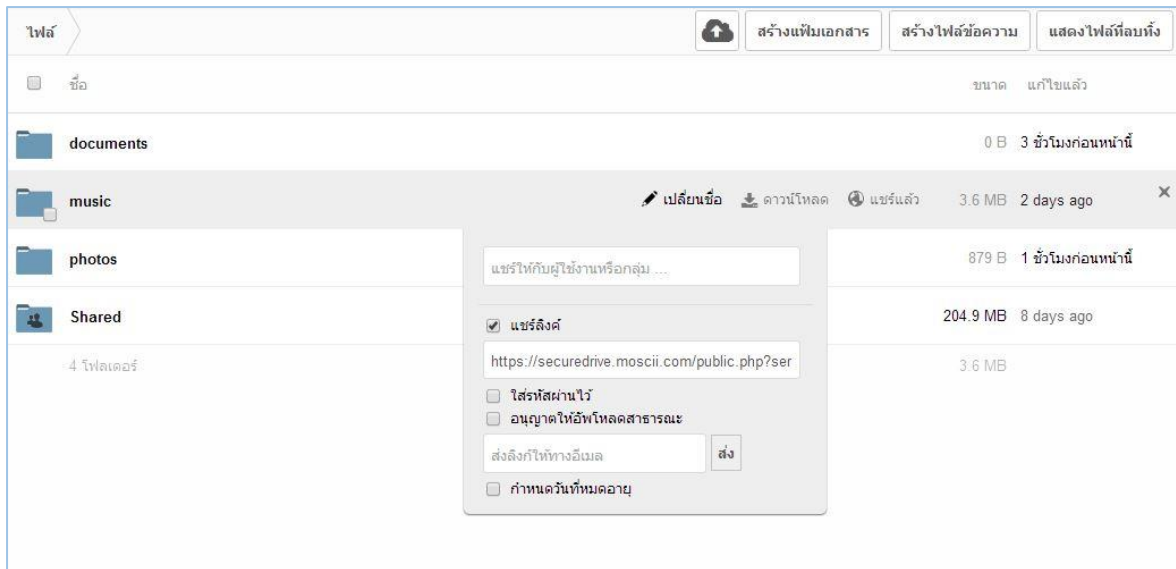 ไฟล์ สร้างแฟ้มเอกสาร สร้างไฟล์ข้อความ แสดงไฟล์ที่ลบทิ้ง
ชื่อ ขนาด แก้ไขแล้ว
documents 0 B 3 ชั่วโมงก่อนหน้านี้
music เปลี่ยนชื่อ ดาวน์โหลด แชร์แล้ว 3.6 MB 2 days ago
แชร์ให้กับผู้ใช้งานหรือกลุ่ม ...
photos 879 B 1 ชั่วโมงก่อนหน้านี้
Shared 204.9 MB 8 days ago
แชร์ลิงค์
https://securedrive.moscii.com/public.php?ser
4 โฟลเดอร์ 3.6 MB
ใส่รหัสผ่านไว้
อนุญาตให้อัพโหลดสาธารณะ
ส่งลิงก์ให้ทางอีเมล ส่ง
กำหนดวันที่หมดอายุ